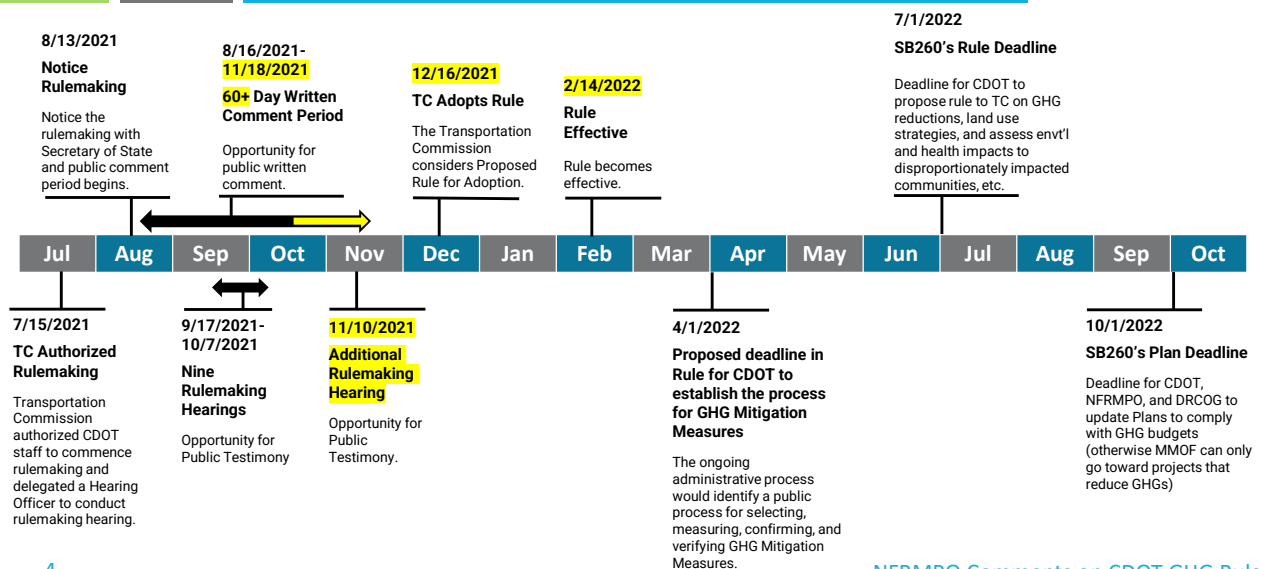 8/13/2021
Notice
Rulemaking
Notice the
rulemaking with
Secretary of State
and public comment
period begins.
8/16/2021-
11/18/2021
60+ Day Written
Comment Period
Opportunity for
public written
comment.
12/16/2021
TC Adopts Rule
The Transportation
Commission
considers Proposed
Rule for Adoption.
2/14/2022
Rule
Effective
Rule becomes
effective.
7/1/2022
SB260's Rule Deadline
Deadline for CDOT to
propose rule to TC on GHG
reductions, land use
strategies, and assess envt'l
and health impacts to
disproportionately impacted
communities, etc.
Jul Aug Sep Oct Nov Dec Jan Feb Mar Apr May Jun Jul Aug Sep Oct
7/15/2021
TC Authorized
Rulemaking
Transportation
Commission
authorized CDOT
staff to commence
rulemaking and
delegated a Hearing
Officer to conduct
rulemaking hearing.
9/17/2021-
10/7/2021
Nine
Rulemaking
Hearings
Opportunity for
Public Testimony
11/10/2021
Additional
Rulemaking
Hearing
Opportunity for
Public
Testimony.
4/1/2022
Proposed deadline in
Rule for CDOT to
establish the process
for GHG Mitigation
Measures
The ongoing
administrative process
would identify a public
process for selecting,
measuring, confirming, and
verifying GHG Mitigation
Measures.
10/1/2022
SB260's Plan Deadline
Deadline for CDOT,
NFRMPO, and DRCOG to
update Plans to comply
with GHG budgets
(otherwise MMOF can only
go toward projects that
reduce GHGs)
4
NFRMPO Comments on CDOT GHG Rule